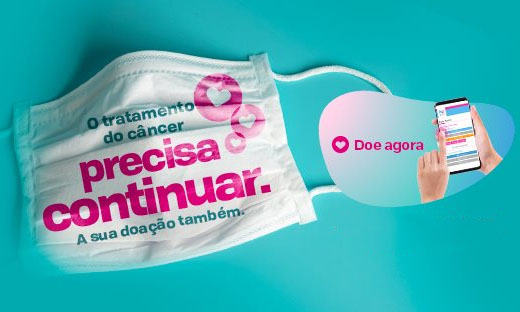 O tratamento
do câncer
precisa
continuar.
A sua doação também.
Doe agora